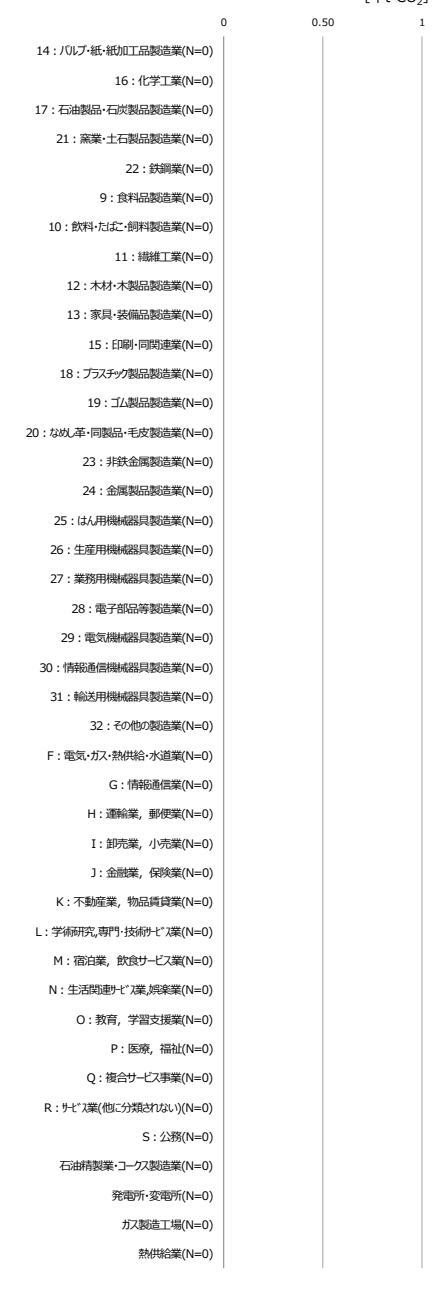 [千t-CO2]
0 0.50 1
14：パルプ・紙・紙加工品製造業(N=0)
16：化学工業(N=0)
17：石油製品・石炭製品製造業(N=0)
21：窯業・土石製品製造業(N=0)
22：鉄鋼業(N=0)
9：食料品製造業(N=0)
10：飲料・たばこ・飼料製造業(N=0)
11：繊維工業(N=0)
12：木材・木製品製造業(N=0)
13：家具・装備品製造業(N=0)
15：印刷・同関連業(N=0)
18：プラスチック製品製造業(N=0)
19：ゴム製品製造業(N=0)
20：なめし革・同製品・毛皮製造業(N=0)
23：非鉄金属製造業(N=0)
24：金属製品製造業(N=0)
25：はん用機械器具製造業(N=0)
26：生産用機械器具製造業(N=0)
27：業務用機械器具製造業(N=0)
28：電子部品等製造業(N=0)
29：電気機械器具製造業(N=0)
30：情報通信機械器具製造業(N=0)
31：輸送用機械器具製造業(N=0)
32：その他の製造業(N=0)
F：電気・ガス・熱供給・水道業(N=0)
G：情報通信業(N=0)
H：運輸業，郵便業(N=0)
I：卸売業，小売業(N=0)
J：金融業，保険業(N=0)
K：不動産業，物品賃貸業(N=0)
L：学術研究,専門・技術ｻｰﾋﾞｽ業(N=0)
M：宿泊業，飲食サービス業(N=0)
N：生活関連ｻｰﾋﾞｽ業,娯楽業(N=0)
O：教育，学習支援業(N=0)
P：医療，福祉(N=0)
Q：複合サービス事業(N=0)
R：ｻｰﾋﾞｽ業(他に分類されない)(N=0)
S：公務(N=0)
石油精製業・コークス製造業(N=0)
発電所・変電所(N=0)
ガス製造工場(N=0)
熱供給業(N=0)